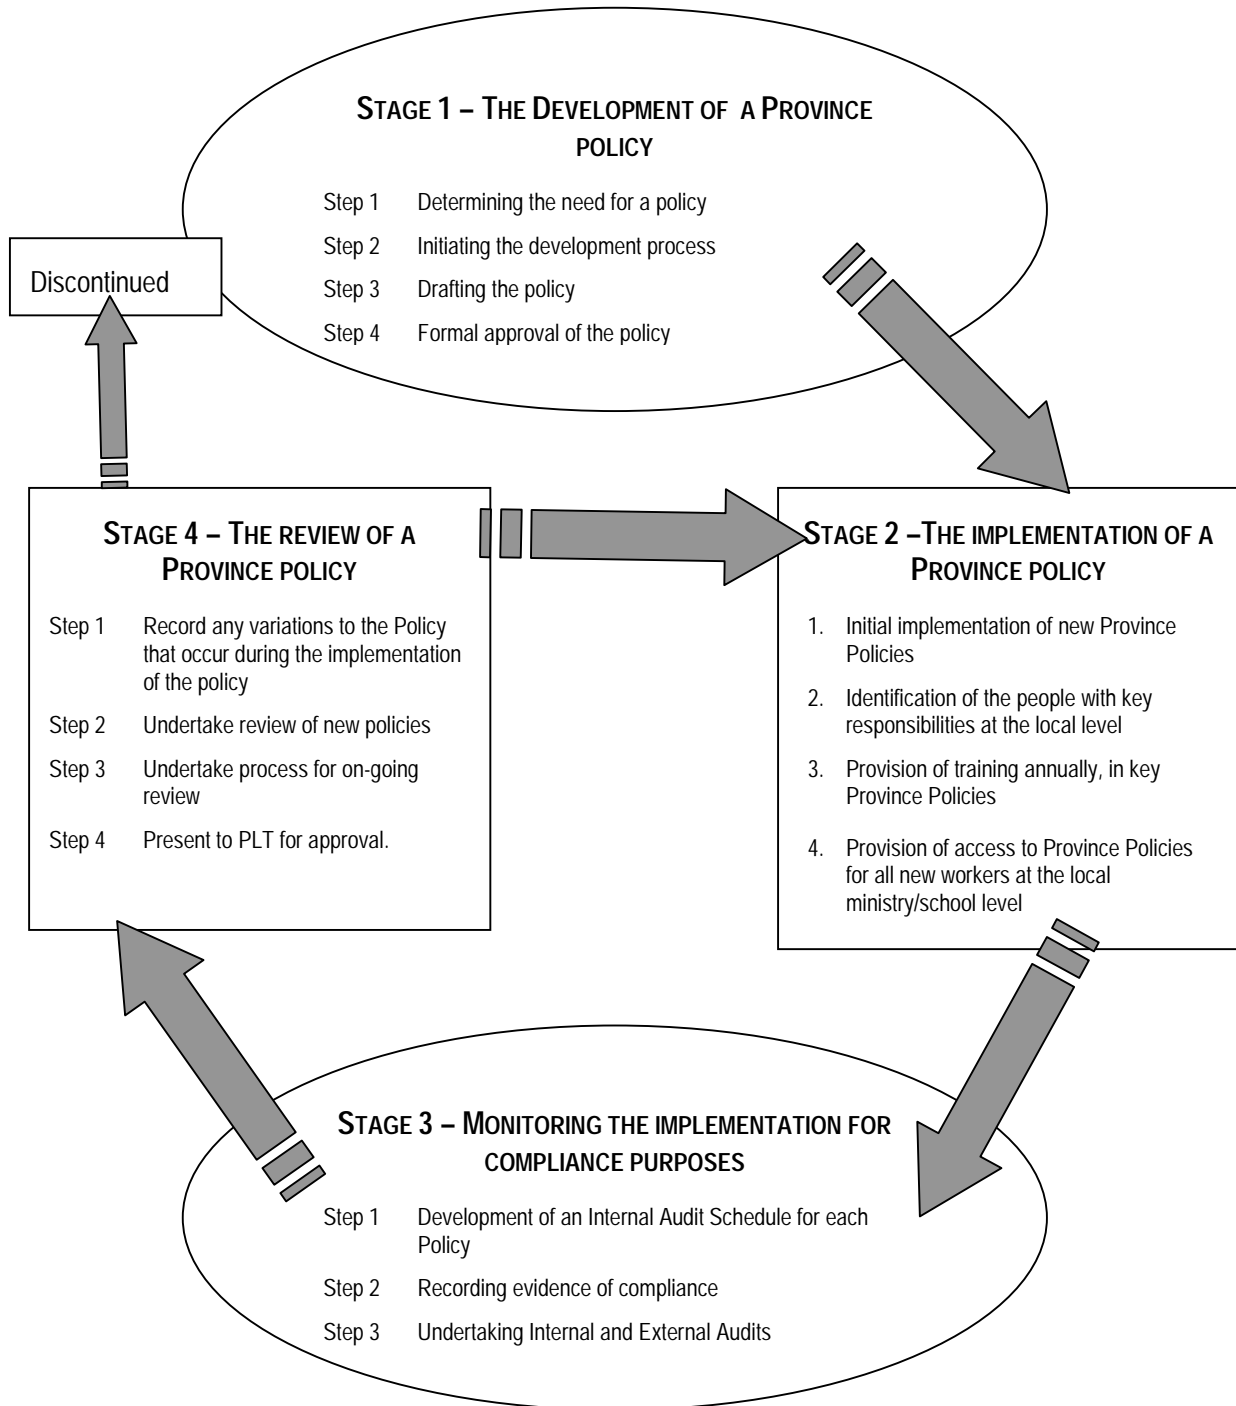 STAGE 1 – THE DEVELOPMENT OF A PROVINCE
POLICY
Step 1 Determining the need for a policy
Step 2 Initiating the development process
Step 3 Drafting the policy
Step 4 Formal approval of the policy
Discontinued
STAGE 4 – THE REVIEW OF A
PROVINCE POLICY
Step 1 Record any variations to the Policy
that occur during the implementation
of the policy
Step 2 Undertake review of new policies
Step 3 Undertake process for on-going
review
Step 4 Present to PLT for approval.
STAGE 2 –THE IMPLEMENTATION OF A
PROVINCE POLICY
1. Initial implementation of new Province
Policies
2. Identification of the people with key
responsibilities at the local level
3. Provision of training annually, in key
Province Policies
4. Provision of access to Province Policies
for all new workers at the local
ministry/school level
STAGE 3 – MONITORING THE IMPLEMENTATION FOR
COMPLIANCE PURPOSES
Step 1 Development of an Internal Audit Schedule for each
Policy
Step 2 Recording evidence of compliance
Step 3 Undertaking Internal and External Audits